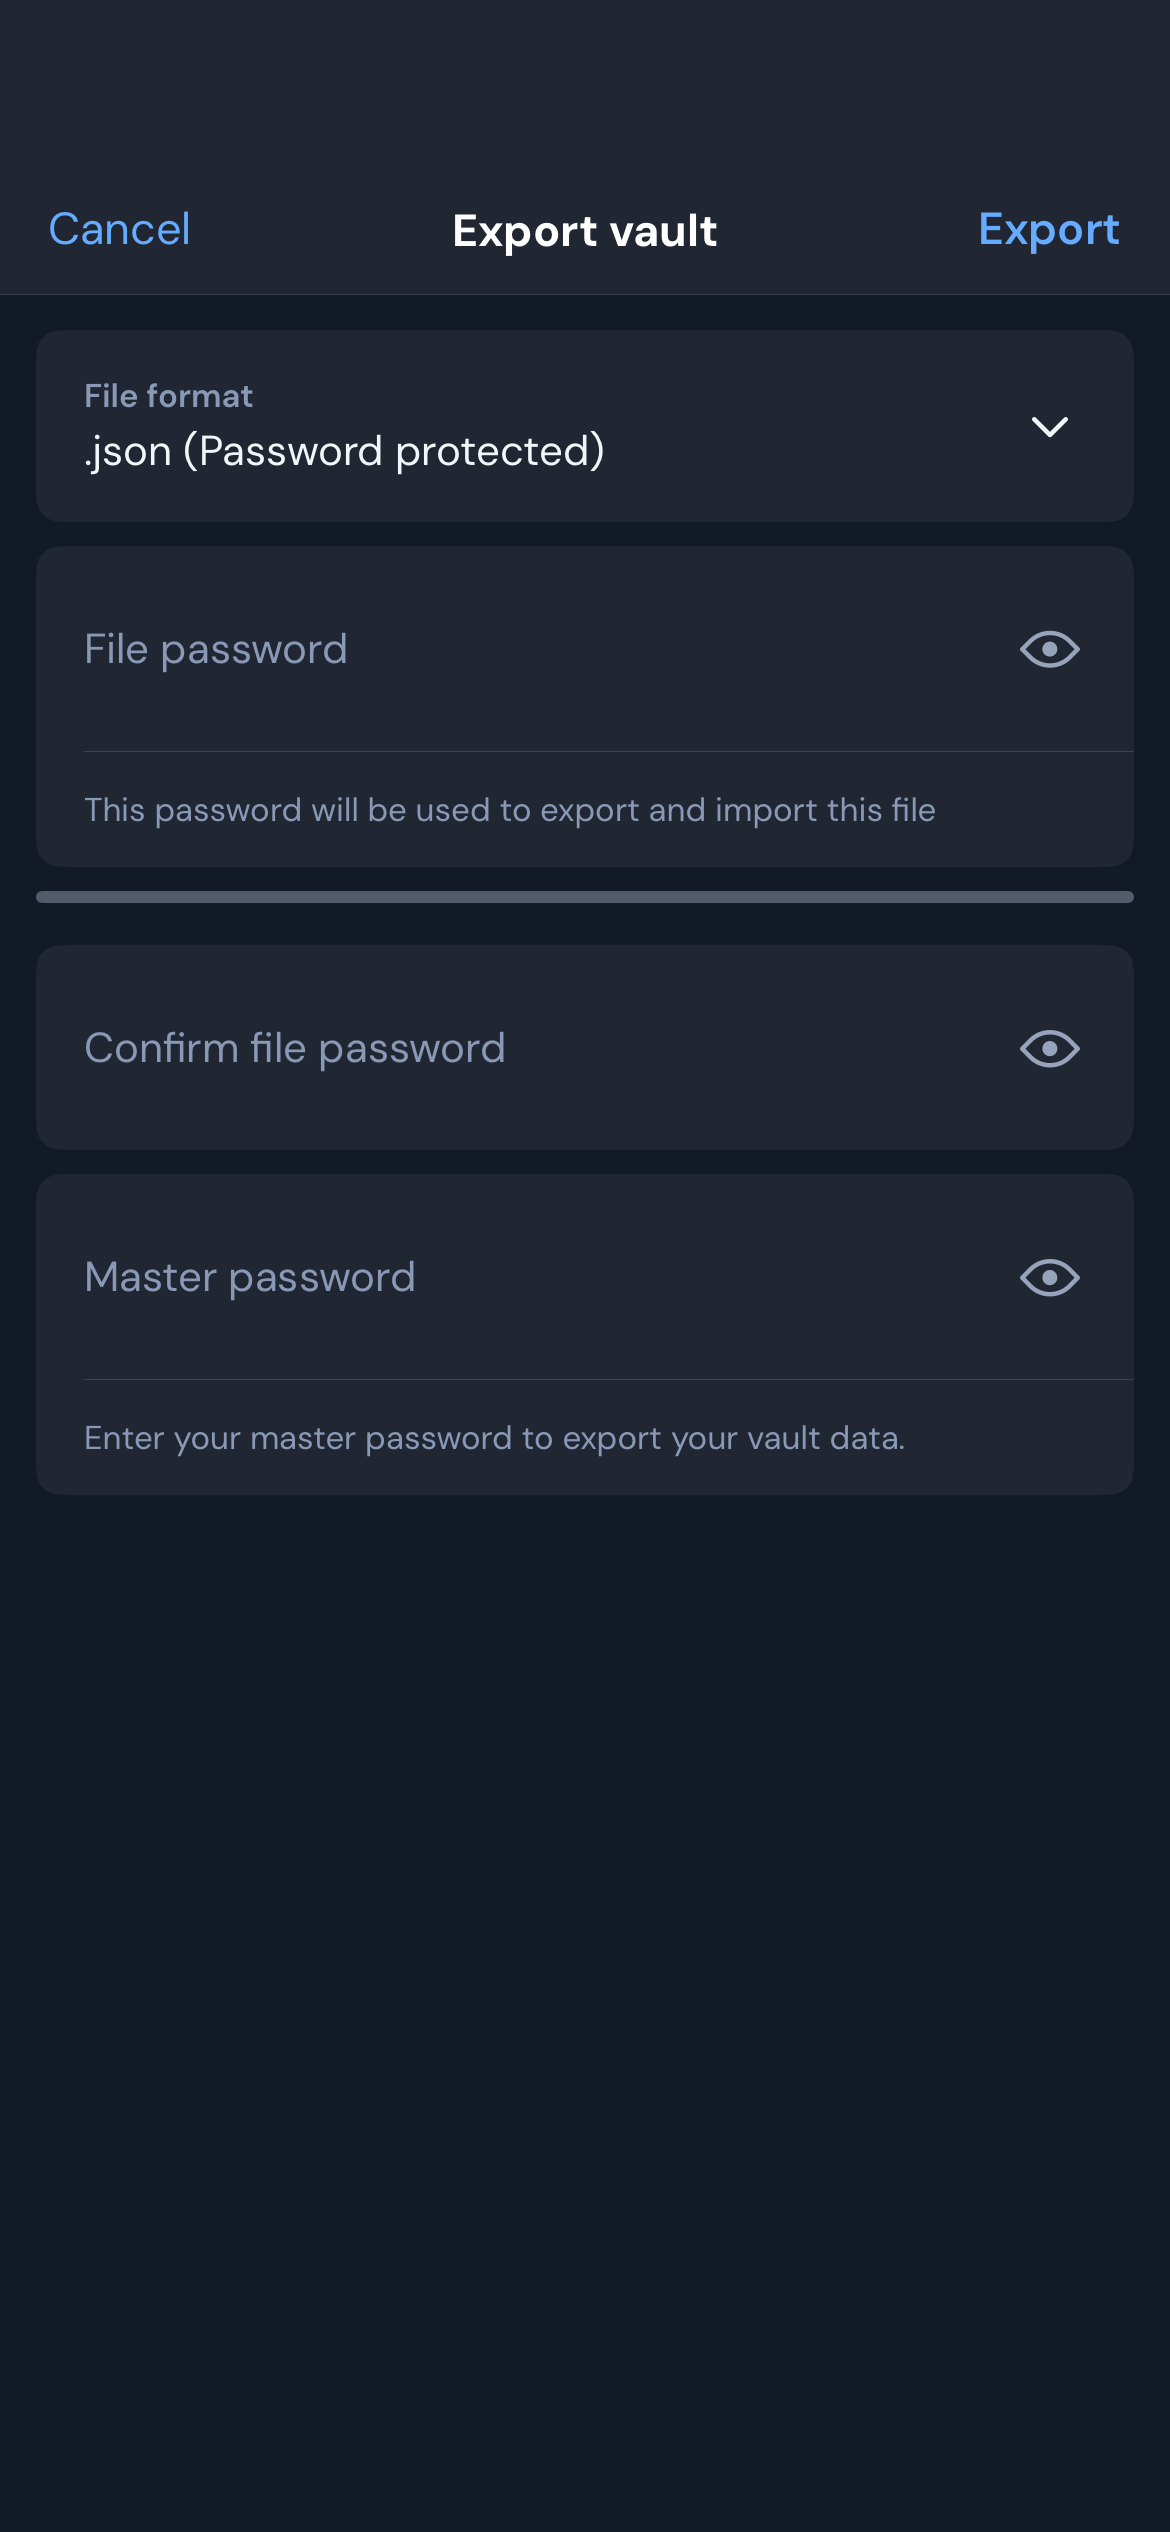 Cancel
Export vault
Export
File format
.json (Password protected)
File password
This password will be used to export and import this file
Confirm file password
Master password
Enter your master password to export your vault data.